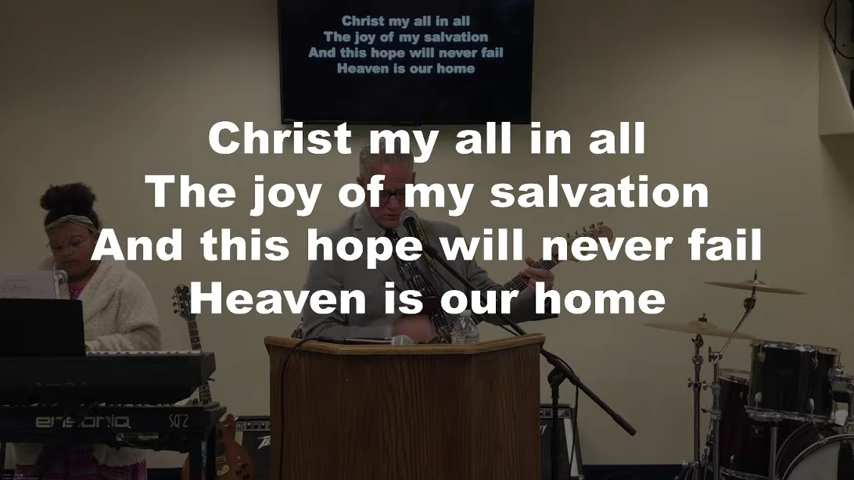 Christ my all in all
The joy of my salvation
And this hope will never fail
Heaven is our home
Christ my all in all
The joy of my salvation
And this hope will never fail
Heaven is our home
ensoniq SQ2